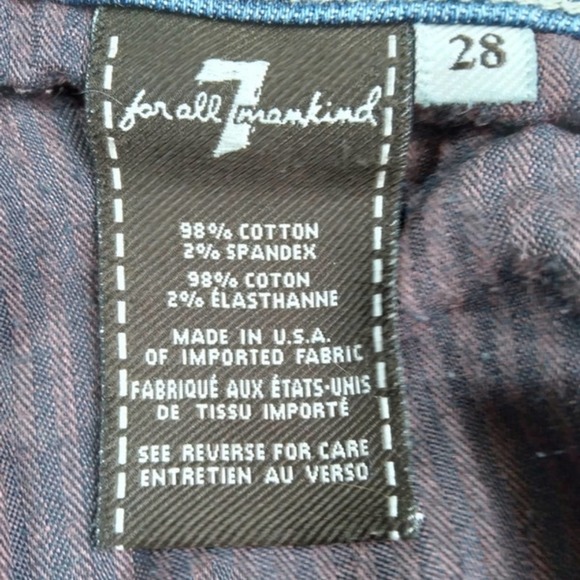 7
for all mankind
28
98% COTTON
2% SPANDEX
98% COTON
2% ÉLASTHANNE
MADE IN U.S.A.
OF IMPORTED FABRIC
FABRIQUÉ AUX ÉTATS-UNIS
DE TISSU IMPORTÉ
SEE REVERSE FOR CARE
ENTRETIEN AU VERSO